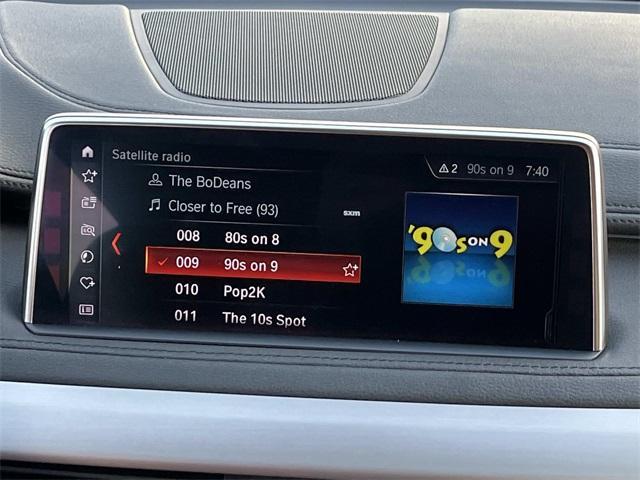 Satellite radio
2 90s on 9 7:40
The BoDeans
Closer to Free (93)
sxm
008 80s on 8
009 90s on 9
010 Pop2K
011 The 10s Spot
'90s ON 9